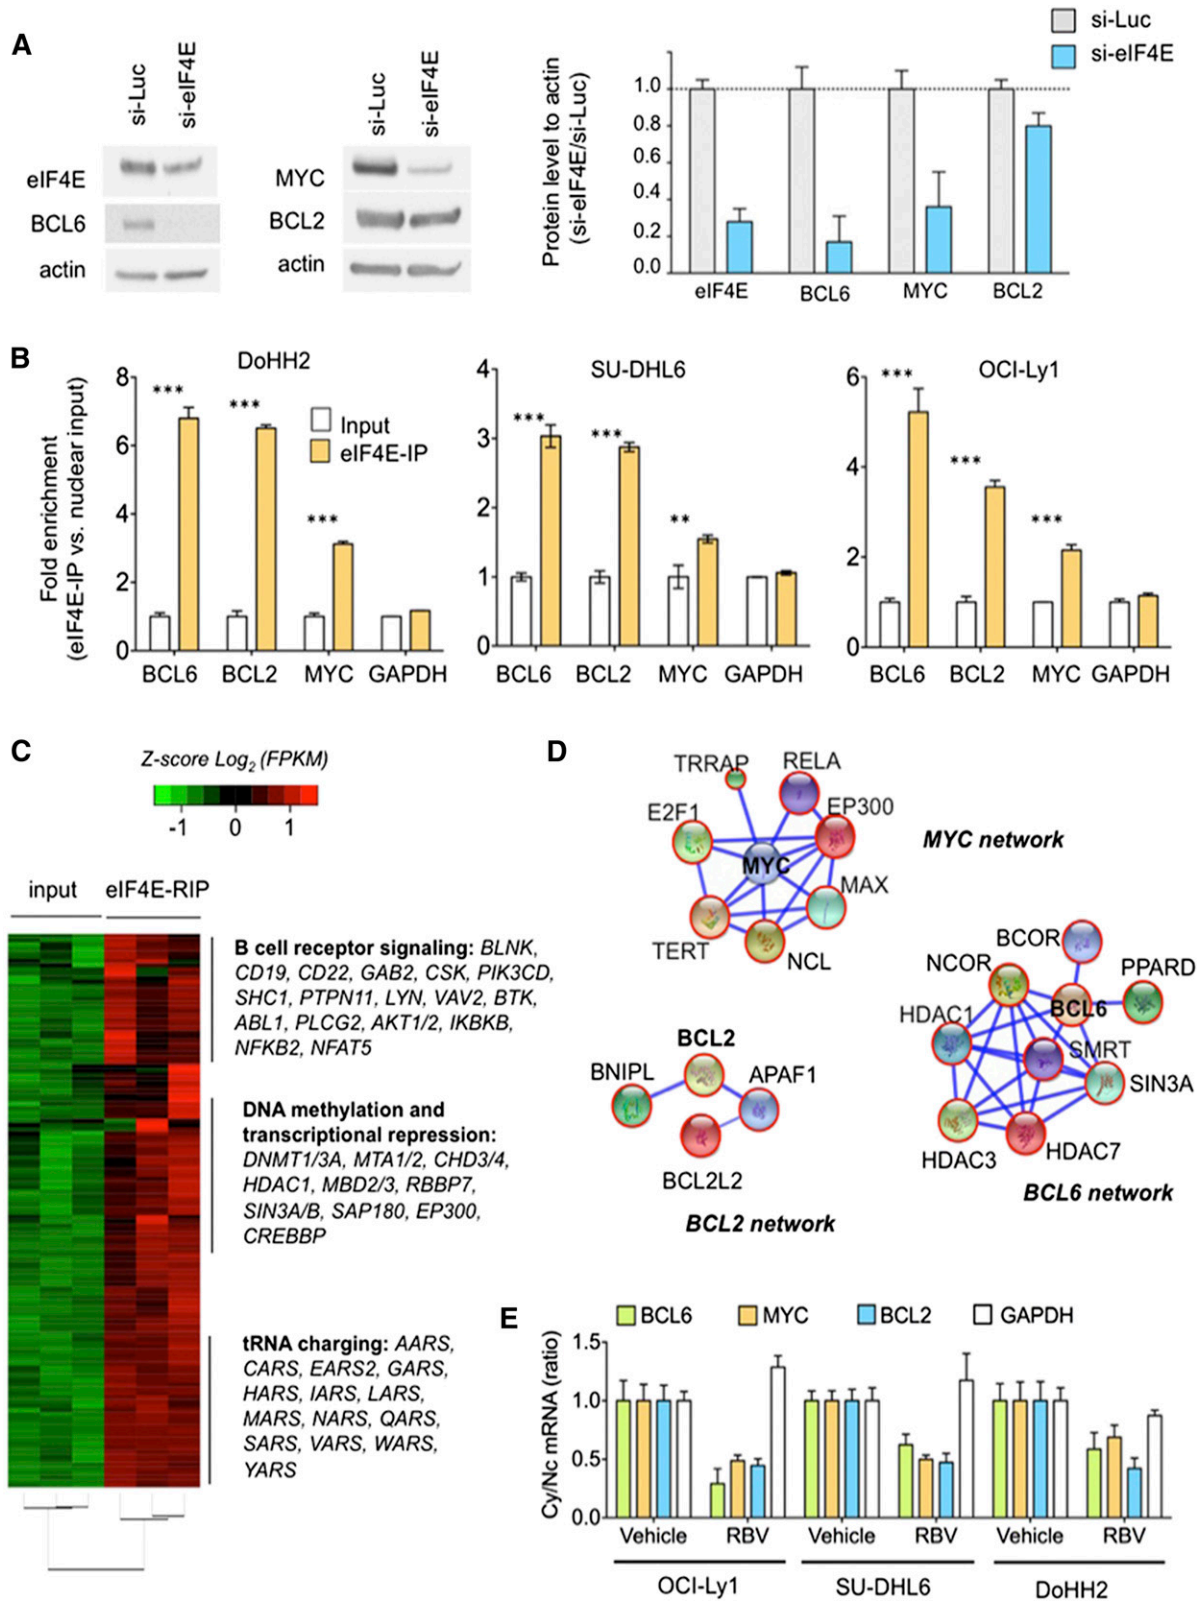 A
si-Luc
si-eIF4E
eIF4E
BCL6
actin
si-Luc
si-eIF4E
MYC
BCL2
actin
si-Luc
si-eIF4E
Protein level to actin
(si-eIF4E/si-Luc)
1.0
0.8
0.6
0.4
0.2
0.0
eIF4E
BCL6
MYC
BCL2
B
Fold enrichment
(eIF4E-IP vs. nuclear input)
DoHH2
8
6
4
2
0
***
***
***
Input
eIF4E-IP
BCL6
BCL2
MYC
GAPDH
SU-DHL6
4
3
2
1
0
***
***
**
BCL6
BCL2
MYC
GAPDH
OCI-Ly1
6
4
2
0
***
***
***
BCL6
BCL2
MYC
GAPDH
C
Z-score Log2 (FPKM)
-1
0
1
input
eIF4E-RIP
B cell receptor signaling: BLNK,
CD19, CD22, GAB2, CSK, PIK3CD,
SHC1, PTPN11, LYN, VAV2, BTK,
ABL1, PLCG2, AKT1/2, IKBKB,
NFKB2, NFAT5
DNA methylation and
transcriptional repression:
DNMT1/3A, MTA1/2, CHD3/4,
HDAC1, MBD2/3, RBBP7,
SIN3A/B, SAP180, EP300,
CREBBP
tRNA charging: AARS,
CARS, EARS2, GARS,
HARS, IARS, LARS,
MARS, NARS, QARS,
SARS, VARS, WARS,
YARS
D
TRRAP
RELA
E2F1
EP300
MYC
MAX
TERT
NCL
MYC network
BCOR
NCOR
PPARD
HDAC1
BCL6
SMRT
SIN3A
HDAC3
HDAC7
BCL6 network
BCL2
BNIPL
APAF1
BCL2L2
BCL2 network
E
BCL6
MYC
BCL2
GAPDH
Cy/Nc mRNA (ratio)
1.5
1.0
0.5
0.0
Vehicle
RBV
Vehicle
RBV
Vehicle
RBV
OCI-Ly1
SU-DHL6
DoHH2